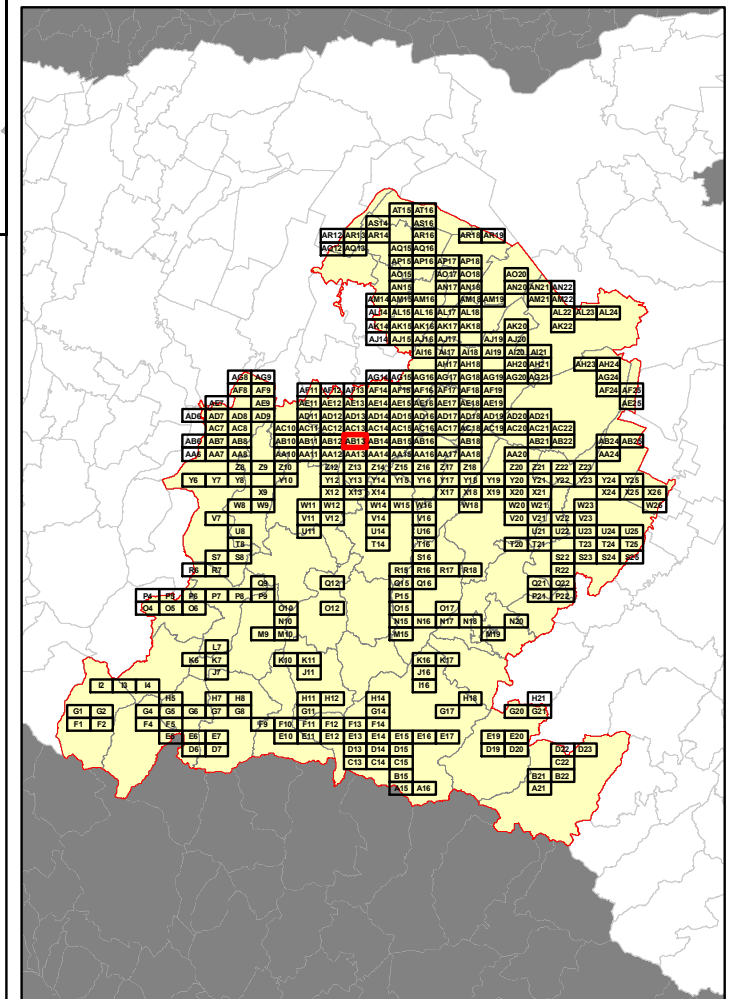 AT15 AT16
AS14 AS16
AR12 AR13 AR14 AR16 AR18 AR19
AQ12 AQ13 AQ15 AQ16
AP15 AP16 AP17 AP18
AO15 AO17 AO18 AO20
AN15 AN17 AN18 AN20 AN21 AN22
AM14 AM15 AM16 AM18 AM19 AM21 AM22
AL14 AL15 AL16 AL17 AL18 AL22 AL23 AL24
AK14 AK15 AK16 AK17 AK18 AK20 AK22
AJ14 AJ15 AJ16 AJ17 AJ19 AJ20
AI16 AI17 AI18 AI19 AI20 AI21
AH17 AH18 AH20 AH21 AH23 AH24
AG8 AG9 AG14 AG15 AG16 AG17 AG18 AG19 AG20 AG21 AG24
AF8 AF9 AF11 AF12 AF13 AF14 AF15 AF16 AF17 AF18 AF19 AF24 AF25
AE7 AE9 AE11 AE12 AE13 AE14 AE15 AE16 AE17 AE18 AE19 AE25
AD6 AD7 AD8 AD9 AD11 AD12 AD13 AD14 AD15 AD16 AD17 AD18 AD19 AD20 AD21
AC7 AC8 AC10 AC11 AC12 AC13 AC14 AC15 AC16 AC17 AC18 AC19 AC20 AC21 AC22
AB6 AB7 AB8 AB10 AB11 AB12 AB13 AB14 AB15 AB16 AB18 AB21 AB22 AB24 AB25
AA6 AA7 AA8 AA10 AA11 AA12 AA13 AA14 AA15 AA16 AA17 AA18 AA20 AA24
Z8 Z9 Z10 Z12 Z13 Z14 Z15 Z16 Z17 Z18 Z20 Z21 Z22 Z23
Y6 Y7 Y8 Y10 Y12 Y13 Y14 Y15 Y16 Y17 Y18 Y19 Y20 Y21 Y22 Y23 Y24 Y25
X9 X12 X13 X14 X17 X18 X19 X20 X21 X24 X25 X26
W8 W9 W11 W12 W14 W15 W16 W18 W20 W21 W23 W26
V7 V11 V12 V14 V16 V20 V21 V22 V23
U8 U11 U14 U16 U21 U22 U23 U24 U25
T8 T14 T16 T20 T21 T23 T24 T25
S7 S8 S16 S22 S23 S24 S25
R6 R7 R15 R16 R17 R18 R22
Q9 Q12 Q15 Q16 Q21 Q22
P4 P5 P6 P7 P8 P9 P15 P21 P22
O4 O5 O6 O10 O12 O15 O17
N10 N15 N16 N17 N18 N20
M9 M10 M15 M19
L7
K6 K7 K10 K11 K16 K17
J7 J11 J16
I2 I3 I4 I16
H5 H7 H8 H11 H12 H14 H18 H21
G1 G2 G4 G5 G6 G7 G8 G11 G17 G20 G21
F1 F2 F4 F5 F9 F10 F11 F12 F13 F14
E5 E6 E7 E10 E11 E12 E13 E14 E15 E16 E17 E19 E20
D6 D7 D13 D14 D15 D19 D20 D22 D23
C13 C14 C15 C22
B15 B21 B22
A15 A16 A21